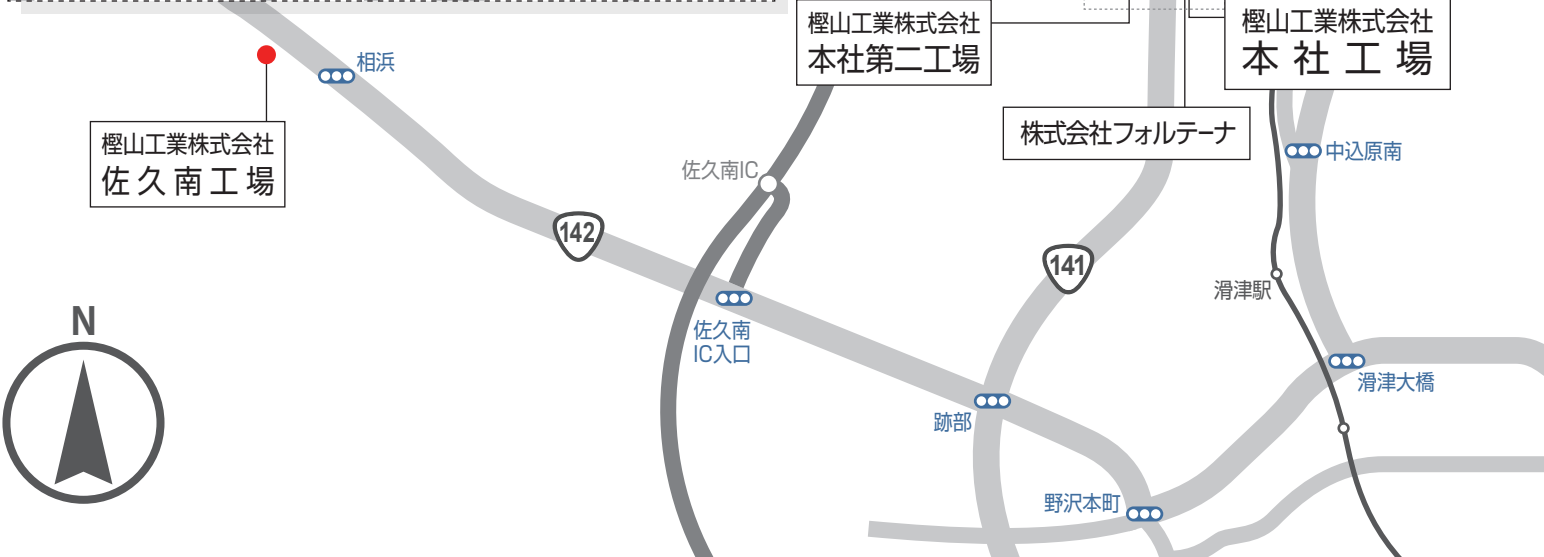 樫山工業株式会社
本社第二工場
樫山工業株式会社
本社工場
相浜
樫山工業株式会社
佐久南工場
株式会社フォルテーナ
中込原南
佐久南IC
142
141
滑津駅
佐久南
IC入口
N
滑津大橋
跡部
野沢本町